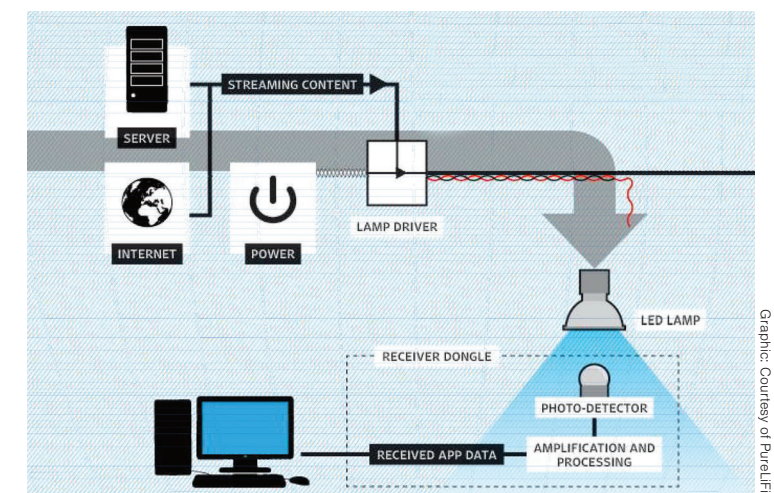 STREAMING CONTENT
SERVER
INTERNET
POWER
LAMP DRIVER
LED LAMP
RECEIVER DONGLE
PHOTO-DETECTOR
RECEIVED APP DATA
AMPLIFICATION AND
PROCESSING
Graphic: Courtesy of PureLiFi